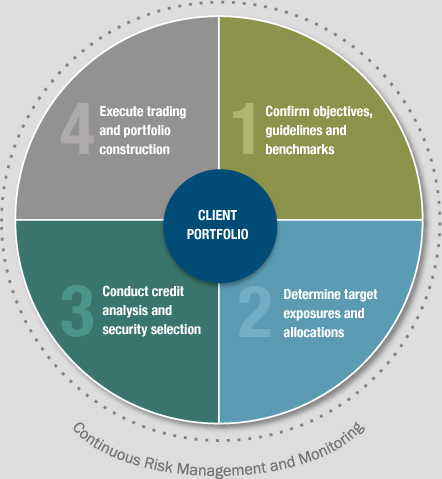 1
Confirm objectives,
guidelines and
benchmarks
2
Determine target
exposures and
allocations
3
Conduct credit
analysis and
security selection
4
Execute trading
and portfolio
construction
CLIENT
PORTFOLIO
Continuous Risk Management and Monitoring